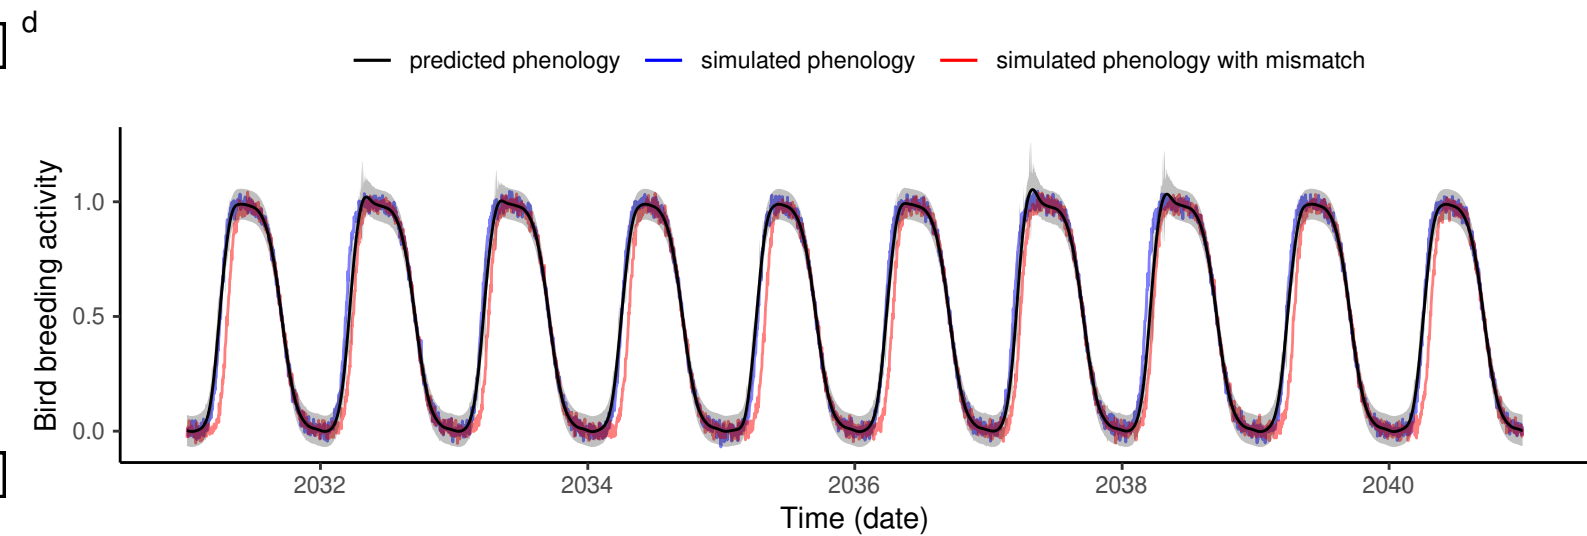 d
predicted phenology simulated phenology simulated phenology with mismatch
Bird breeding activity
1.0
0.5
0.0
2032 2034 2036 2038 2040
Time (date)